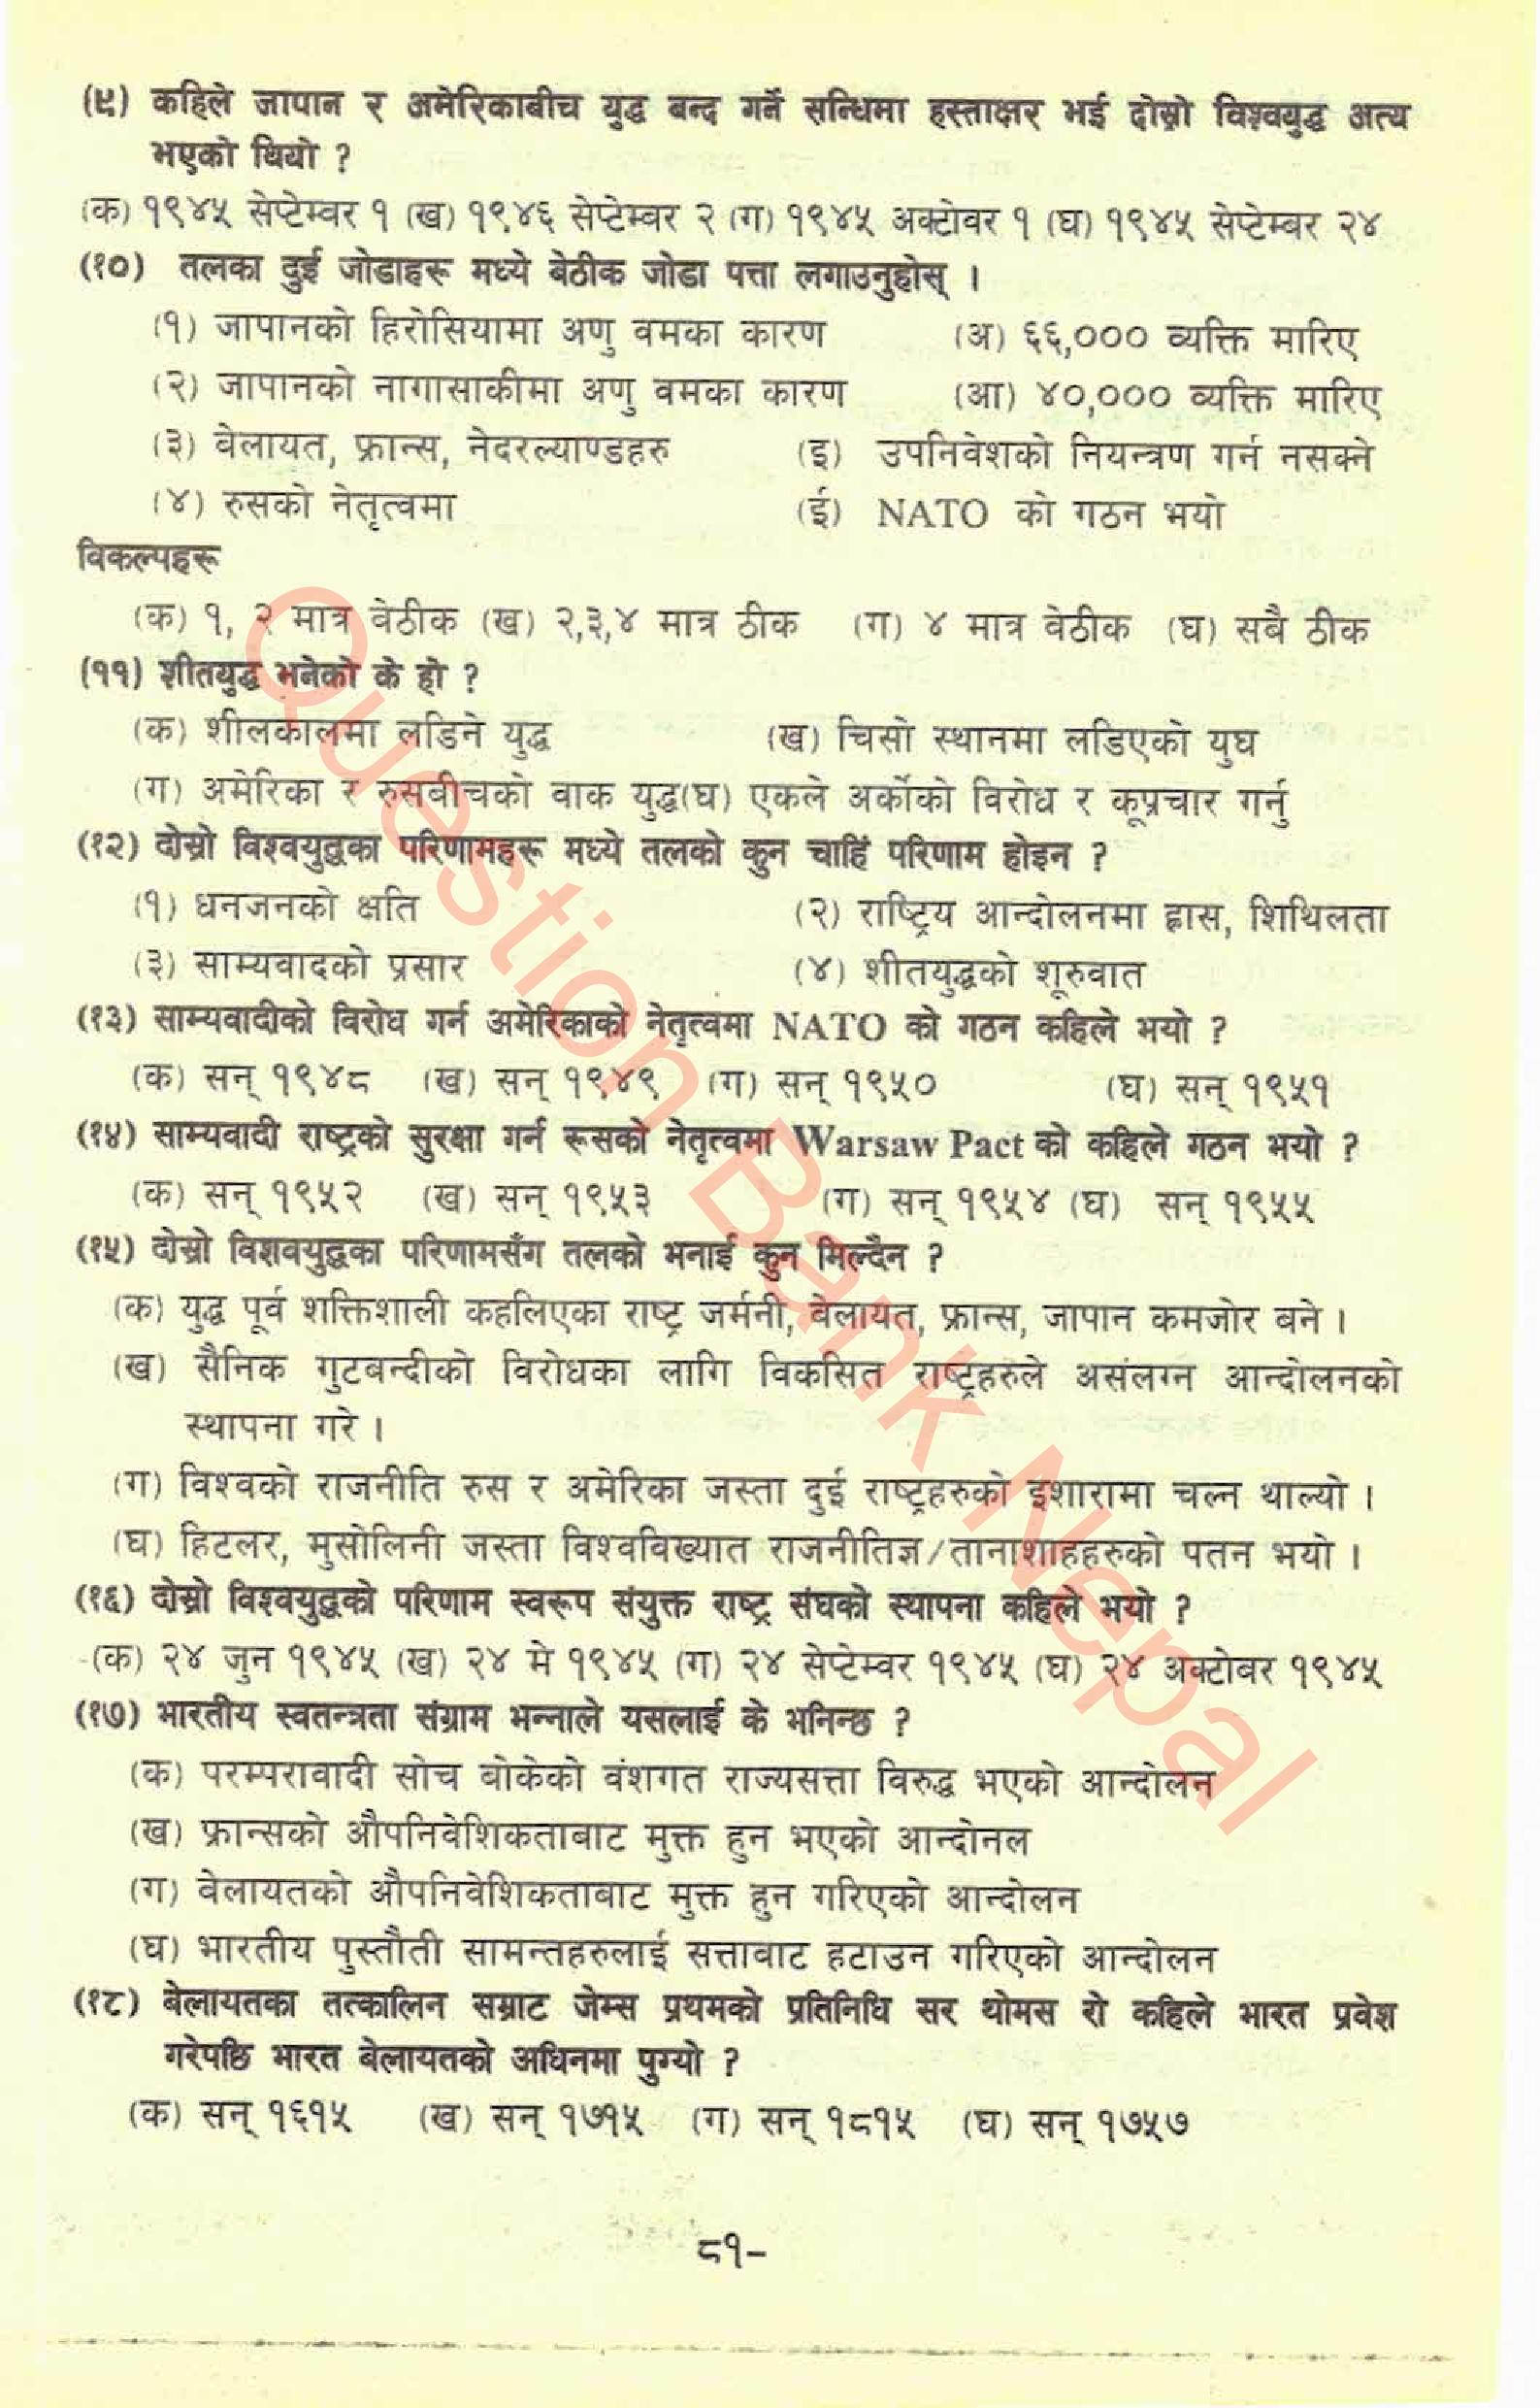 (९) कहिले जापान र अमेरिकाबीच युद्ध बन्द गर्ने सन्धिमा हस्ताक्षर भई दोस्रो विश्वयुद्ध अत्य
भएको थियो ?
(क) १९४५ सेप्टेम्वर १ (ख) १९४६ सेप्टेम्बर २ (ग) १९४५ अक्टोवर १ (घ) १९४५ सेप्टेम्बर २४
(१०) तलका दुई जोडाहरू मध्ये बेठीक जोडा पत्ता लगाउनुहोस् ।
(१) जापानको हिरोसियामा अणु वमका कारण (अ) ६६,००० व्यक्ति मारिए
(२) जापानको नागासाकीमा अणु वमका कारण (आ) ४०,००० व्यक्ति मारिए
(३) वेलायत, फ्रान्स, नेदरल्याण्डहरु (इ) उपनिवेशको नियन्त्रण गर्न नसक्ने
(४) रुसको नेतृत्वमा (ई) NATO को गठन भयो
विकल्पहरू
(क) १, २ मात्र वेठीक (ख) २,३,४ मात्र ठीक (ग) ४ मात्र वेठीक (घ) सबै ठीक
(११) शीतयुद्ध भनेको के हो ?
(क) शीलकालमा लडिने युद्ध (ख) चिसो स्थानमा लडिएको युघ
(ग) अमेरिका र रुसबीचको वाक युद्ध(घ) एकले अर्कोको विरोध र कूप्रचार गर्नु
(१२) दोस्रो विश्वयुद्धका परिणामहरू मध्ये तलको कुन चाहिं परिणाम होइन ?
(१) धनजनको क्षति (२) राष्ट्रिय आन्दोलनमा ह्रास, शिथिलता
(३) साम्यवादको प्रसार (४) शीतयुद्धको शूरुवात
(१३) साम्यवादीको विरोध गर्न अमेरिकाको नेतृत्वमा NATO को गठन कहिले भयो ?
(क) सन् १९४८ (ख) सन् १९४९ (ग) सन् १९५० (घ) सन् १९५१
(१४) साम्यवादी राष्ट्रको सुरक्षा गर्न रूसको नेतृत्वमा Warsaw Pact को कहिले गठन भयो ?
(क) सन् १९५२ (ख) सन् १९५३ (ग) सन् १९५४ (घ) सन् १९५५
(१५) दोस्रो विशवयुद्धका परिणामसँग तलको भनाई कुन मिल्दैन ?
(क) युद्ध पूर्व शक्तिशाली कहलिएका राष्ट्र जर्मनी, वेलायत, फ्रान्स, जापान कमजोर बने ।
(ख) सैनिक गुटबन्दीको विरोधका लागि विकसित राष्ट्रहरुले असंलग्न आन्दोलनको
स्थापना गरे ।
(ग) विश्वको राजनीति रुस र अमेरिका जस्ता दुई राष्ट्रहरुको इशारामा चल्न थाल्यो ।
(घ) हिटलर, मुसोलिनी जस्ता विश्वविख्यात राजनीतिज्ञ/तानाशाहहरुको पतन भयो ।
(१६) दोस्रो विश्वयुद्धको परिणाम स्वरूप संयुक्त राष्ट्र संघको स्थापना कहिले भयो ?
-(क) २४ जुन १९४५ (ख) २४ मे १९४५ (ग) २४ सेप्टेम्वर १९४५ (घ) २४ अक्टोबर १९४५
(१७) भारतीय स्वतन्त्रता संग्राम भन्नाले यसलाई के भनिन्छ ?
(क) परम्परावादी सोच बोकेको वंशगत राज्यसत्ता विरुद्ध भएको आन्दोलन
(ख) फ्रान्सको औपनिवेशिकताबाट मुक्त हुन भएको आन्दोनल
(ग) वेलायतको औपनिवेशिकताबाट मुक्त हुन गरिएको आन्दोलन
(घ) भारतीय पुस्तौती सामन्तहरुलाई सत्तावाट हटाउन गरिएको आन्दोलन
(१८) बेलायतका तत्कालिन सम्राट जेम्स प्रथमको प्रतिनिधि सर थोमस रो कहिले भारत प्रवेश
गरेपछि भारत बेलायतको अधिनमा पुग्यो ?
(क) सन् १६१५ (ख) सन् १७१५ (ग) सन् १८१५ (घ) सन् १७५७
८१-
Question Bank Nepal